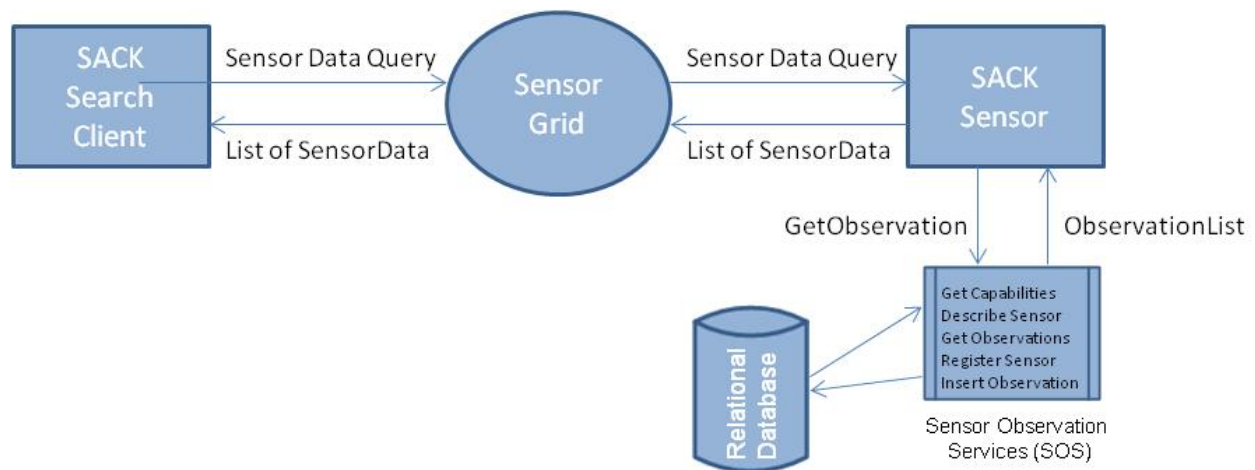 SACK
Search
Client
Sensor Data Query
List of SensorData
Sensor
Grid
Sensor Data Query
List of SensorData
SACK
Sensor
GetObservation
ObservationList
Get Capabilities
Describe Sensor
Get Observations
Register Sensor
Insert Observation
Relational
Database
Sensor Observation
Services (SOS)